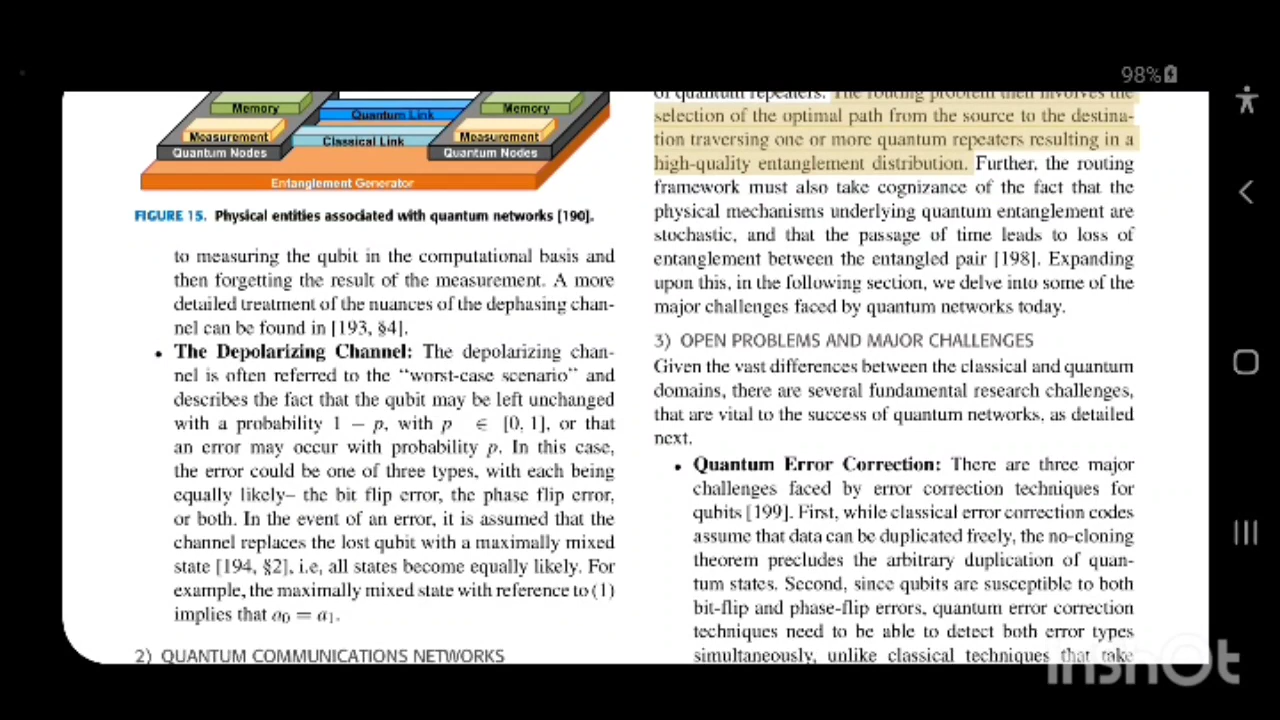 98%
Memory
Quantum Link
Memory
Measurement
Classical Link
Measurement
Quantum Nodes
Quantum Nodes
Entanglement Generator
FIGURE 15. Physical entities associated with quantum networks [190].
to measuring the qubit in the computational basis and
then forgetting the result of the measurement. A more
detailed treatment of the nuances of the dephasing chan-
nel can be found in [193, §4].
• The Depolarizing Channel: The depolarizing chan-
nel is often referred to the “worst-case scenario” and
describes the fact that the qubit may be left unchanged
with a probability 1 − p, with p ∈ [0, 1], or that
an error may occur with probability p. In this case,
the error could be one of three types, with each being
equally likely– the bit flip error, the phase flip error,
or both. In the event of an error, it is assumed that the
channel replaces the lost qubit with a maximally mixed
state [194, §2], i.e, all states become equally likely. For
example, the maximally mixed state with reference to (1)
implies that a₀ = a₁.
2) QUANTUM COMMUNICATIONS NETWORKS
of quantum repeaters. The routing problem then involves the
selection of the optimal path from the source to the destina-
tion traversing one or more quantum repeaters resulting in a
high-quality entanglement distribution. Further, the routing
framework must also take cognizance of the fact that the
physical mechanisms underlying quantum entanglement are
stochastic, and that the passage of time leads to loss of
entanglement between the entangled pair [198]. Expanding
upon this, in the following section, we delve into some of the
major challenges faced by quantum networks today.
3) OPEN PROBLEMS AND MAJOR CHALLENGES
Given the vast differences between the classical and quantum
domains, there are several fundamental research challenges,
that are vital to the success of quantum networks, as detailed
next.
• Quantum Error Correction: There are three major
challenges faced by error correction techniques for
qubits [199]. First, while classical error correction codes
assume that data can be duplicated freely, the no-cloning
theorem precludes the arbitrary duplication of quan-
tum states. Second, since qubits are susceptible to both
bit-flip and phase-flip errors, quantum error correction
techniques need to be able to detect both error types
simultaneously, unlike classical techniques that take
InShOt